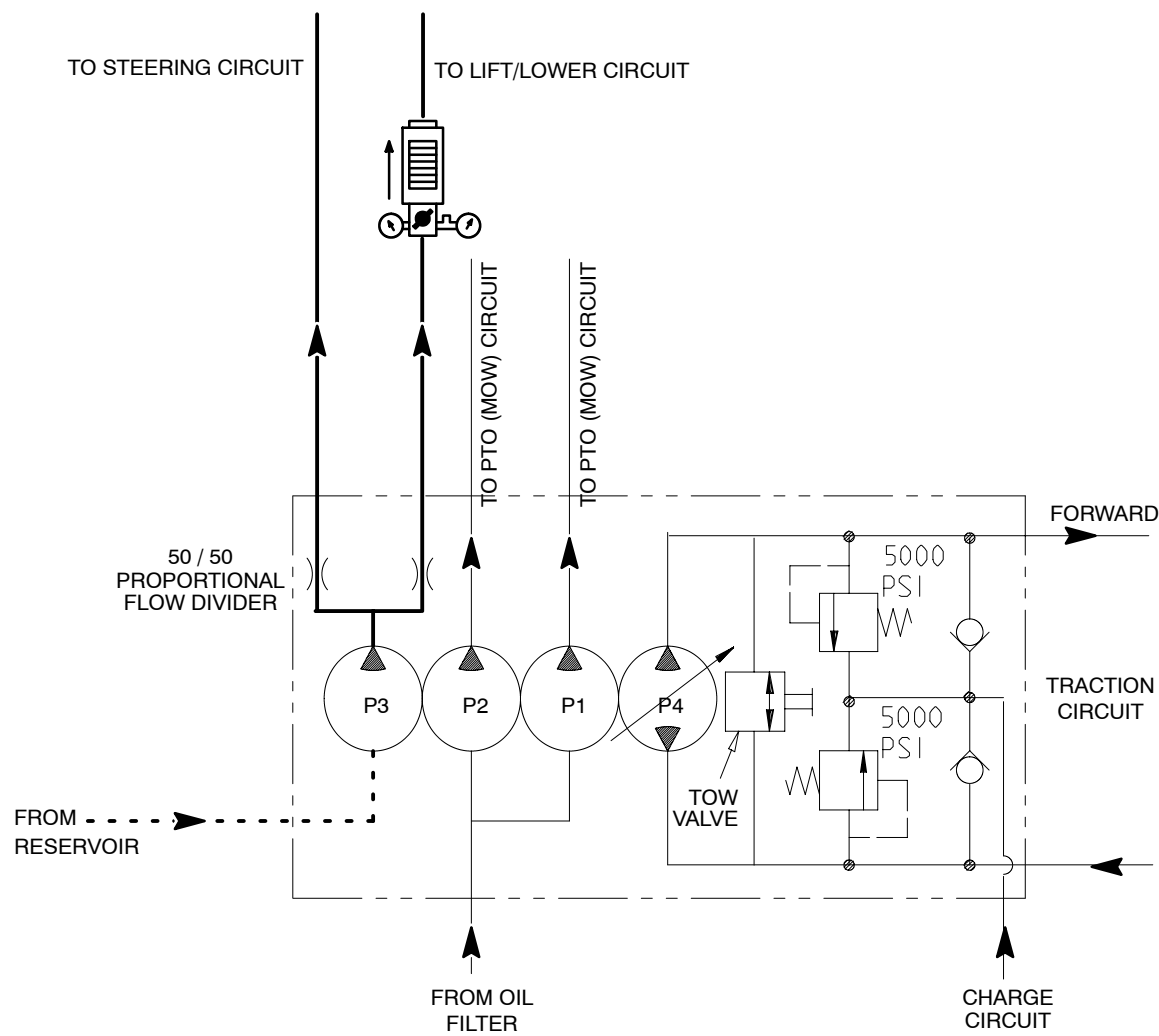 TO STEERING CIRCUIT
TO LIFT/LOWER CIRCUIT
TO PTO (MOW) CIRCUIT
TO PTO (MOW) CIRCUIT
50 / 50
PROPORTIONAL
FLOW DIVIDER
FORWARD
5000
PSI
P3
P2
P1
P4
TRACTION
CIRCUIT
5000
PSI
TOW
VALVE
FROM
RESERVOIR
FROM OIL
FILTER
CHARGE
CIRCUIT